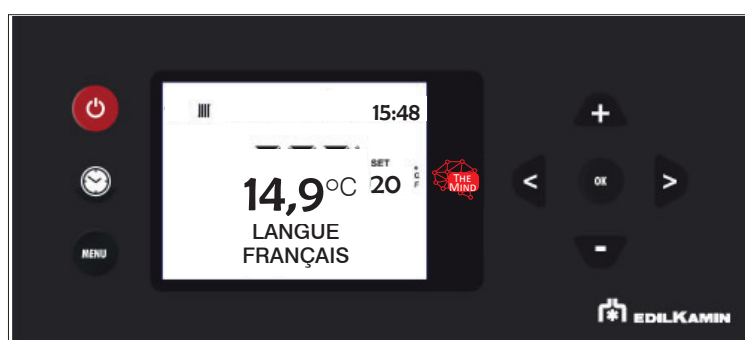 15:48
SET
14,9°C 20
°
C
F
THE
MIND
LANGUE
FRANÇAIS
+
<
OK
>
-
MENU
EDILKAMIN